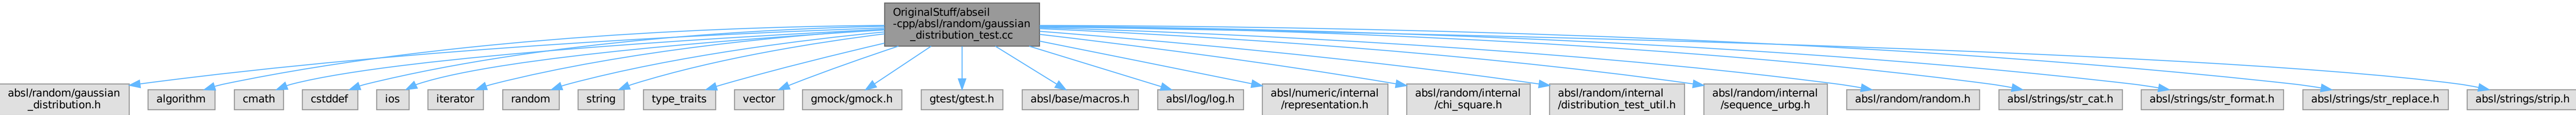 OriginalStuff/abseil
-cpp/absl/random/gaussian
_distribution_test.cc
absl/random/gaussian
_distribution.h
algorithm
cmath
cstddef
ios
iterator
random
string
type_traits
vector
gmock/gmock.h
gtest/gtest.h
absl/base/macros.h
absl/log/log.h
absl/numeric/internal
/representation.h
absl/random/internal
/chi_square.h
absl/random/internal
/distribution_test_util.h
absl/random/internal
/sequence_urbg.h
absl/random/random.h
absl/strings/str_cat.h
absl/strings/str_format.h
absl/strings/str_replace.h
absl/strings/strip.h